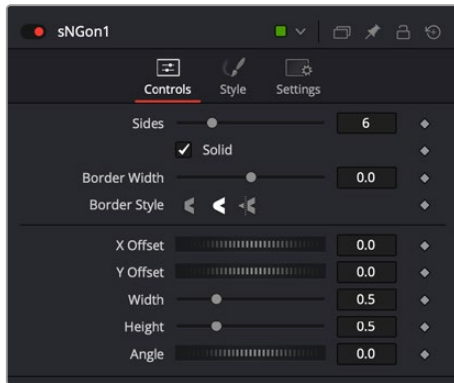 sNGon1
Controls Style Settings
Sides 6
Solid
Border Width 0.0
Border Style
X Offset 0.0
Y Offset 0.0
Width 0.5
Height 0.5
Angle 0.0